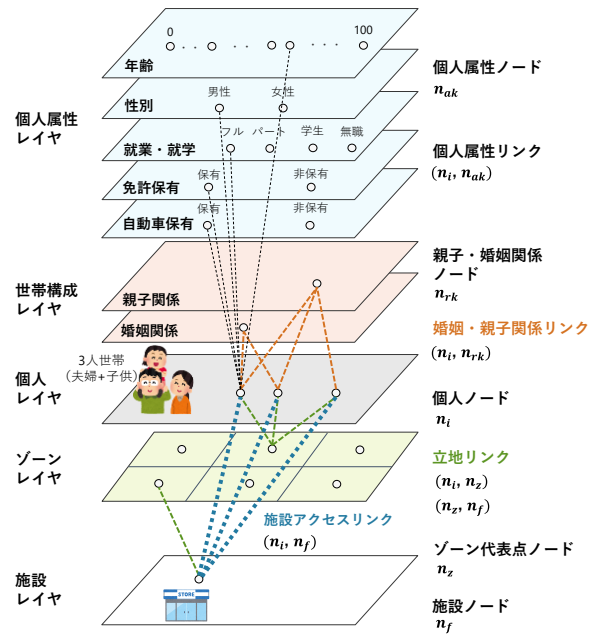 0
100
年齢
個人属性ノード
n_ak
男性
女性
性別
個人属性
レイヤ
フル
パート
学生
無職
就業・就学
個人属性リンク
(n_i, n_ak)
保有
非保有
免許保有
保有
非保有
自動車保有
親子・婚姻関係
ノード
n_rk
世帯構成
レイヤ
親子関係
婚姻関係
婚姻・親子関係リンク
(n_i, n_rk)
3人世帯
(夫婦+子供)
個人
レイヤ
個人ノード
n_i
ゾーン
レイヤ
立地リンク
(n_i, n_z)
(n_z, n_f)
施設アクセスリンク
(n_i, n_f)
ゾーン代表点ノード
n_z
施設
レイヤ
STORE
施設ノード
n_f